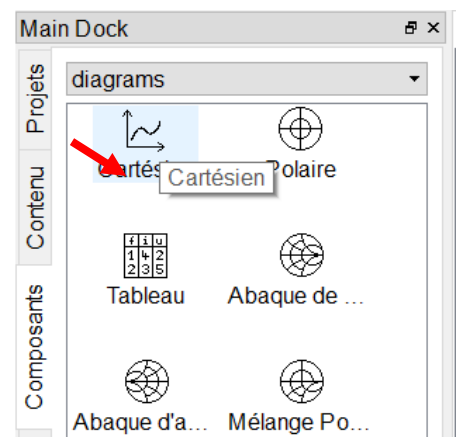 Main Dock
Projets
Contenu
Composants
diagrams
Cartés
Cartésien
Polaire
f i u
1 4 2
2 3 5
Tableau
Abaque de ...
Abaque d'a...
Mélange Po...